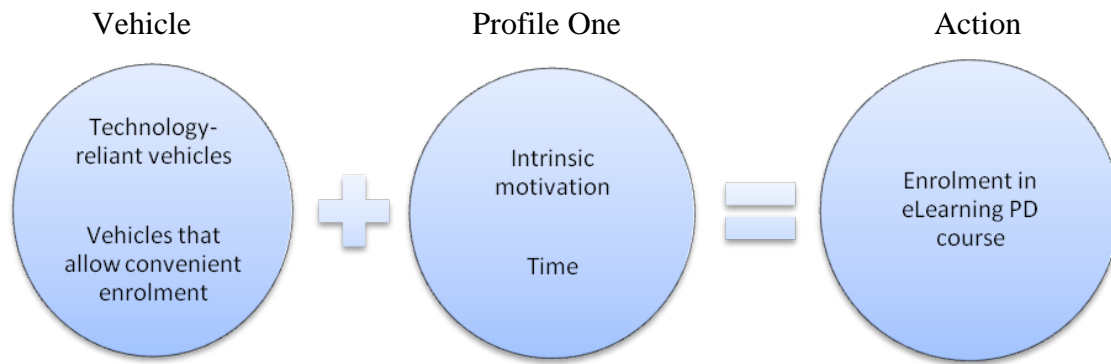 Vehicle
Profile One
Action
Technology-
reliant vehicles
Vehicles that
allow convenient
enrolment
Intrinsic
motivation
Time
Enrolment in
eLearning PD
course